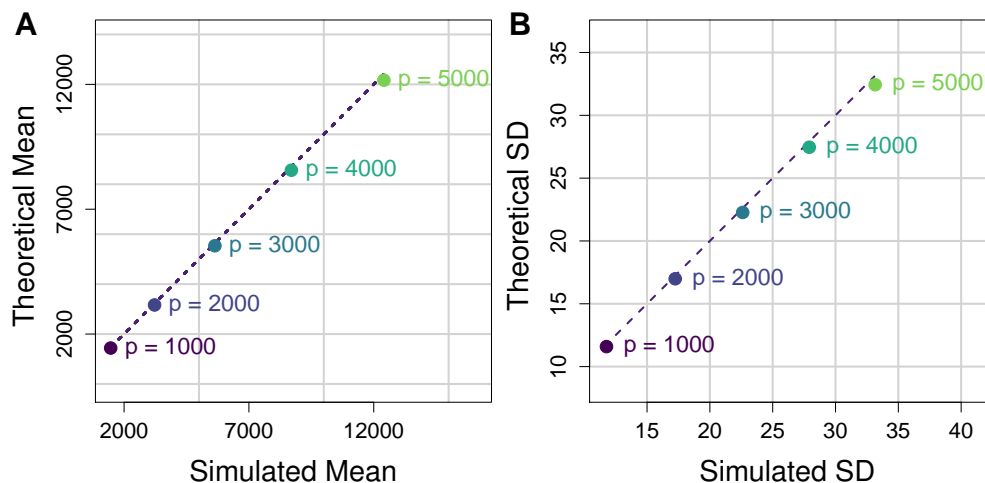 A
Theoretical Mean
12000
7000
2000
p = 5000
p = 4000
p = 3000
p = 2000
p = 1000
2000 7000 12000
Simulated Mean
B
Theoretical SD
35
30
25
20
15
10
p = 5000
p = 4000
p = 3000
p = 2000
p = 1000
15 20 25 30 35 40
Simulated SD